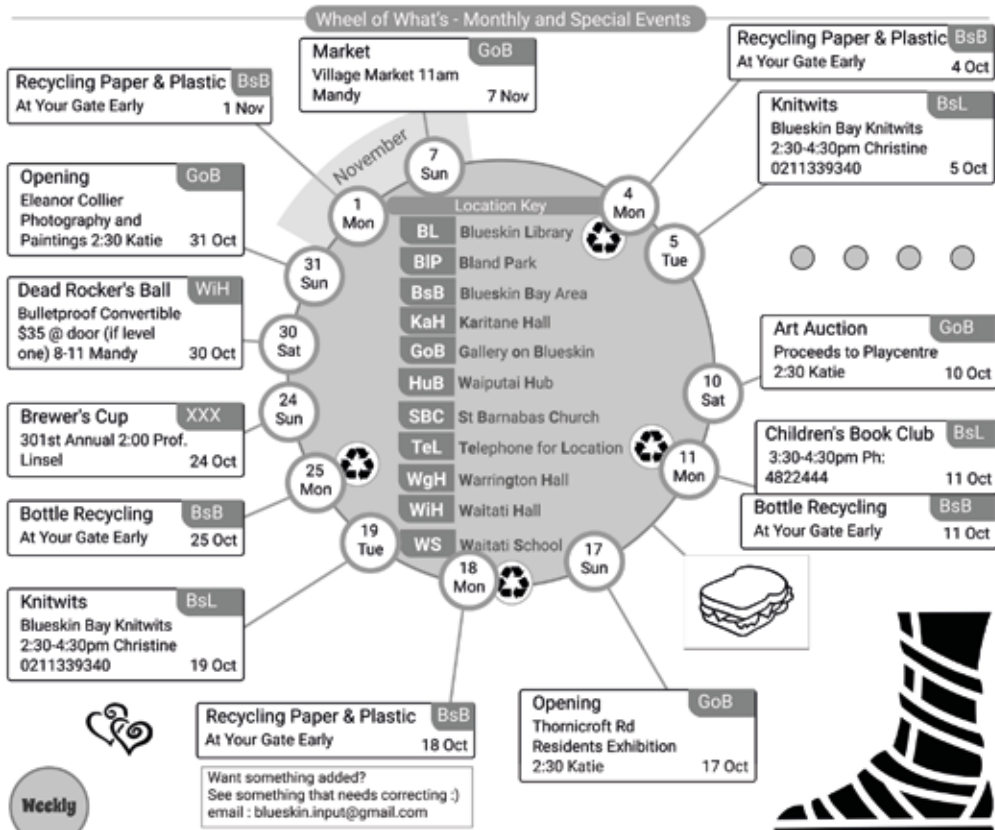 Wheel of What's - Monthly and Special Events
Recycling Paper & Plastic BsB
At Your Gate Early
1 Nov
Market GoB
Village Market 11am
Mandy 7 Nov
Recycling Paper & Plastic BsB
At Your Gate Early
4 Oct
Knitwits BsL
Blueskin Bay Knitwits
2:30-4:30pm Christine
0211339340 5 Oct
Opening GoB
Eleanor Collier
Photography and
Paintings 2:30 Katie 31 Oct
Dead Rocker's Ball WiH
Bulletproof Convertible
$35 @ door (if level
one) 8-11 Mandy 30 Oct
Brewer's Cup XXX
301st Annual 2:00 Prof.
Linsel 24 Oct
Bottle Recycling BsB
At Your Gate Early 25 Oct
Knitwits BsL
Blueskin Bay Knitwits
2:30-4:30pm Christine
0211339340 19 Oct
November
7
Sun
1
Mon
31
Sun
30
Sat
24
Sun
25
Mon
19
Tue
18
Mon
17
Sun
11
Mon
10
Sat
5
Tue
4
Mon
Location Key
BL Blueskin Library
BlP Bland Park
BsB Blueskin Bay Area
KaH Karitane Hall
GoB Gallery on Blueskin
HuB Waiputai Hub
SBC St Barnabas Church
TeL Telephone for Location
WgH Warrington Hall
WiH Waitati Hall
WS Waitati School
Art Auction GoB
Proceeds to Playcentre
2:30 Katie 10 Oct
Children's Book Club BsL
3:30-4:30pm Ph:
4822444 11 Oct
Bottle Recycling BsB
At Your Gate Early 11 Oct
Recycling Paper & Plastic BsB
At Your Gate Early
18 Oct
Opening GoB
Thornicroft Rd
Residents Exhibition
2:30 Katie 17 Oct
Want something added?
See something that needs correcting :)
email : blueskin.input@gmail.com
Weekly